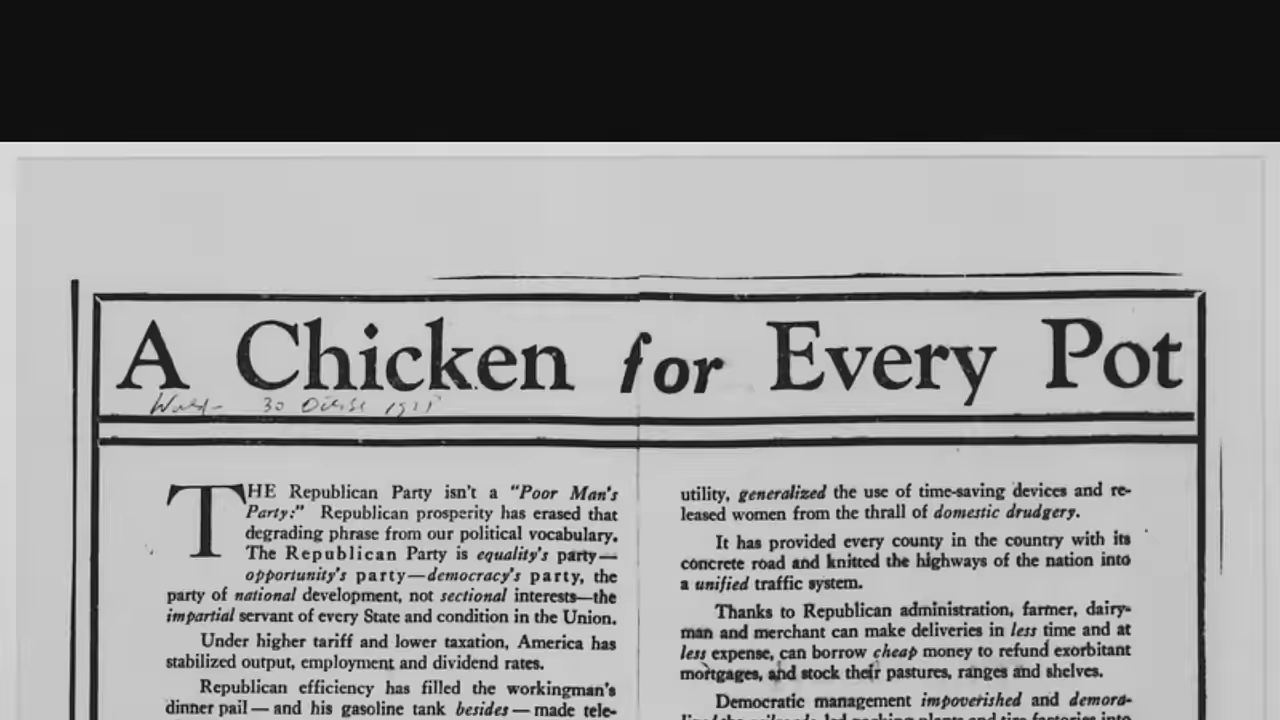 A Chicken for Every Pot
30
THE Republican Party isn't a "Poor Man's
Party:" Republican prosperity has erased that
degrading phrase from our political vocabulary.
The Republican Party is equality's party—
opportunity's party—democracy's party, the
party of national development, not sectional interests—the
impartial servant of every State and condition in the Union.
Under higher tariff and lower taxation, America has
stabilized output, employment and dividend rates.
Republican efficiency has filled the workingman's
dinner pail — and his gasoline tank besides — made tele-
utility, generalized the use of time-saving devices and re-
leased women from the thrall of domestic drudgery.
It has provided every county in the country with its
concrete road and knitted the highways of the nation into
a unified traffic system.
Thanks to Republican administration, farmer, dairy-
man and merchant can make deliveries in less time and at
less expense, can borrow cheap money to refund exorbitant
mortgages, and stock their pastures, ranges and shelves.
Democratic management impoverished and demora-